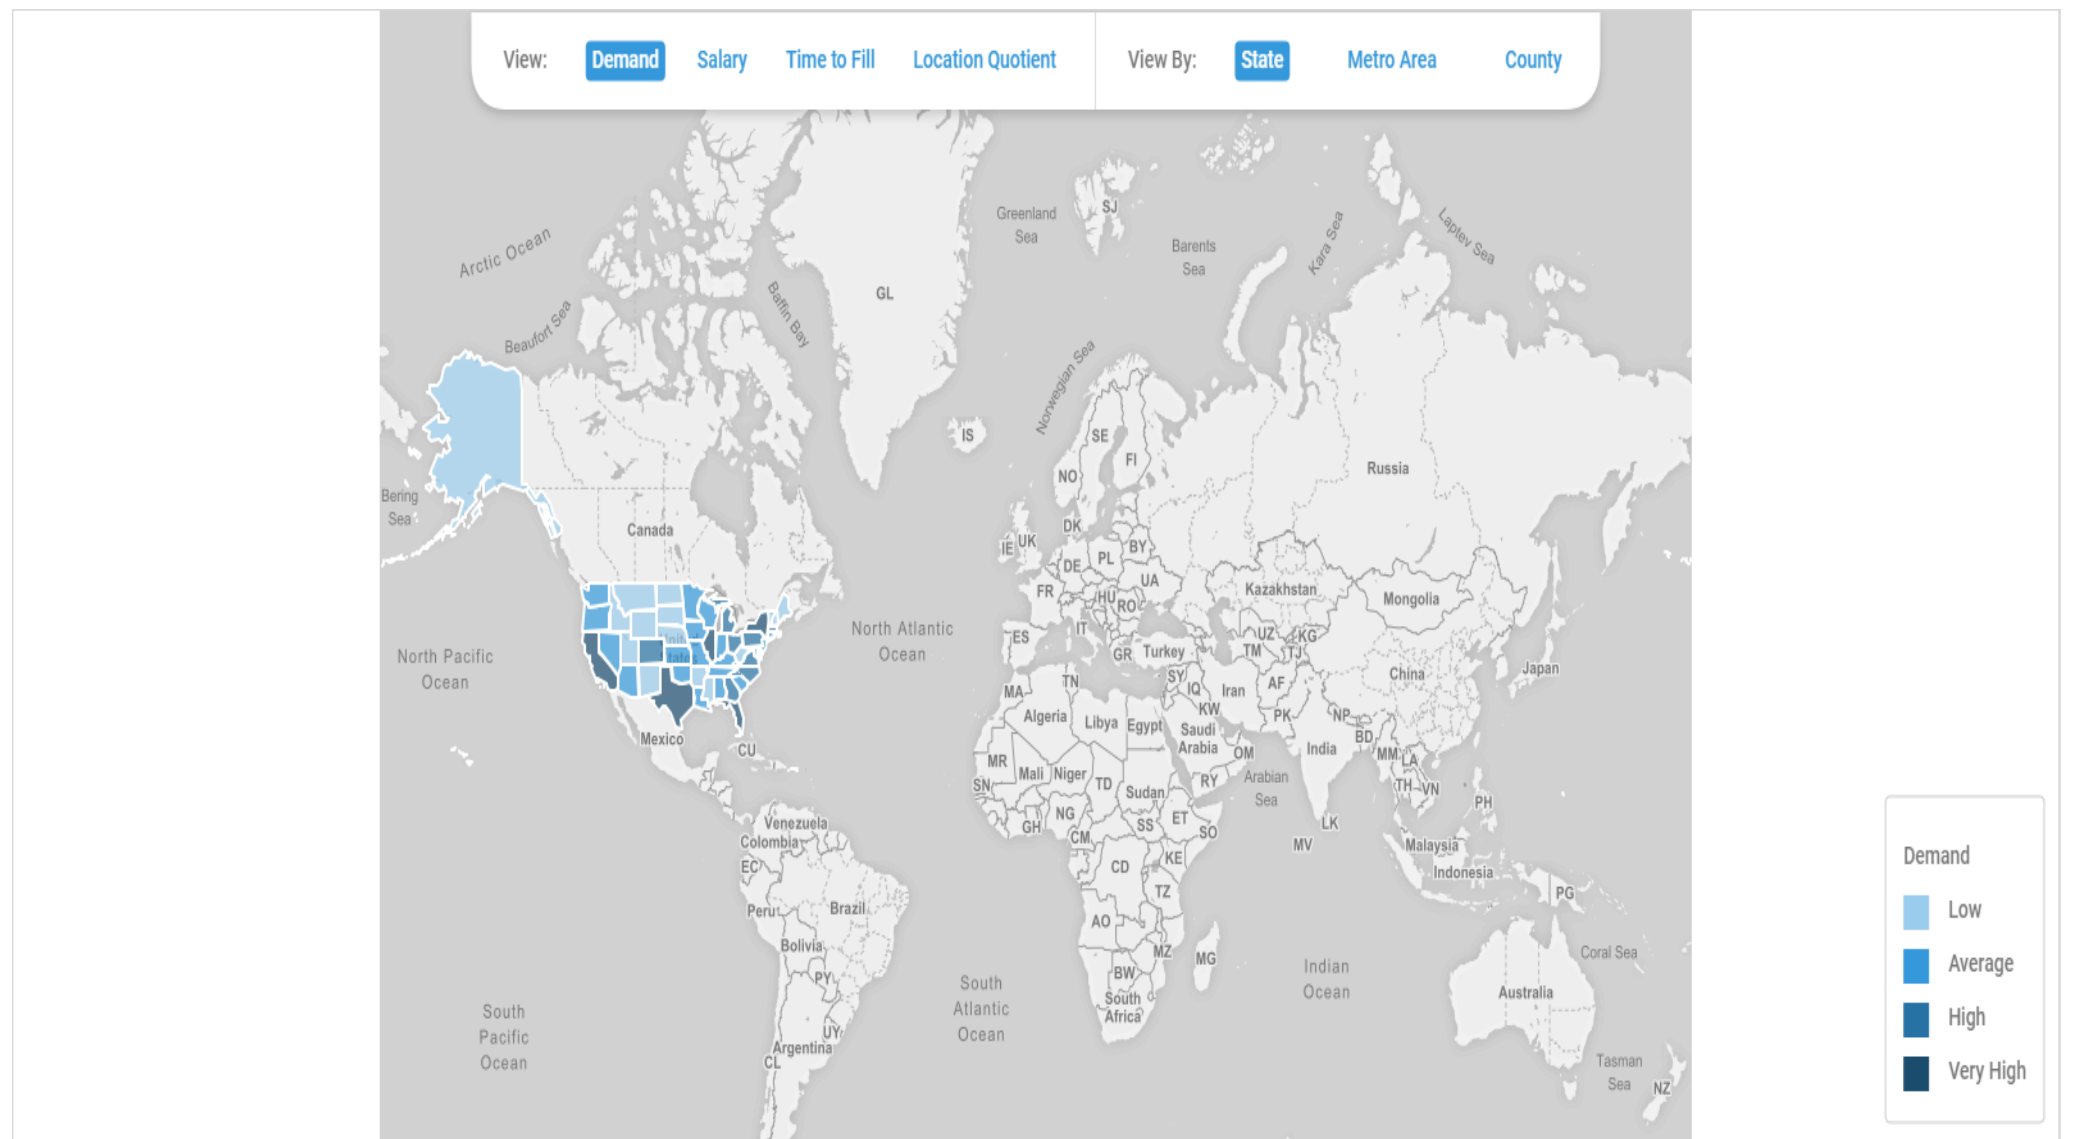 View: Demand Salary Time to Fill Location Quotient View By: State Metro Area County
Arctic Ocean
Beaufort Sea
Baffin Bay
Greenland
Sea
SJ
Barents
Sea
Kara Sea
Laptev Sea
GL
Norwegian Sea
IS
SE
FI
NO
Russia
Bering
Sea
Canada
DK
IE
UK
BY
PL
DE
UA
FR
HU
RO
Kazakhstan
Mongolia
North Atlantic
Ocean
IT
ES
UZ
KG
United
States
GR
Turkey
TM
TJ
North Pacific
Ocean
Japan
China
TN
SY
IQ
Iran
AF
MA
KW
PK
NP
Algeria
Libya
Egypt
Saudi
Arabia
BD
Mexico
CU
India
OM
MM
LA
MR
Mali
Niger
TD
RY
Arabian
Sea
SN
Sudan
TH
VN
PH
NG
ET
GH
SS
SO
LK
Venezuela
Colombia
CM
MV
Malaysia
EC
CD
KE
Indonesia
TZ
PG
Peru
Brazil
AO
Bolivia
MZ
MG
Coral Sea
PY
BW
Indian
Ocean
Australia
South
Atlantic
Ocean
South
Africa
South
Pacific
Ocean
UY
Argentina
CL
Tasman
Sea
NZ
Demand
Low
Average
High
Very High